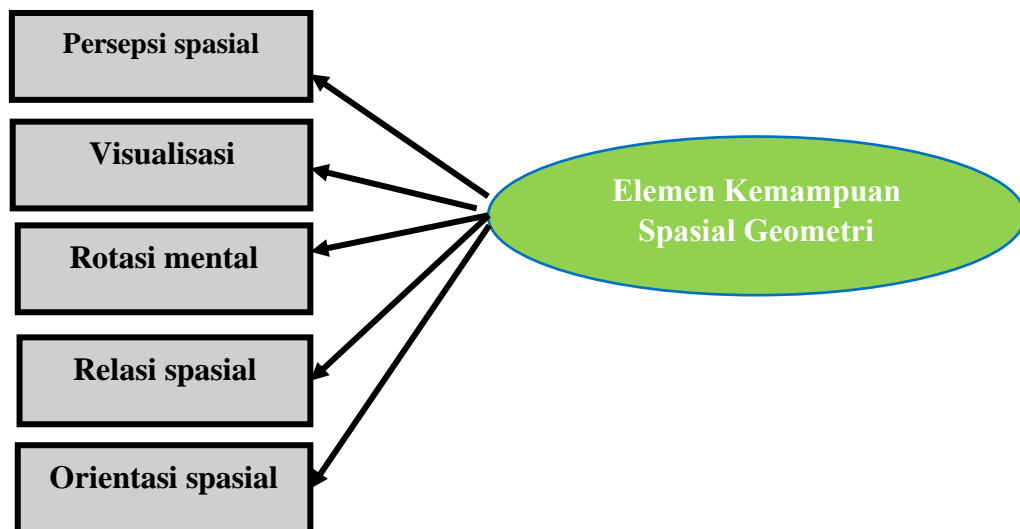 Persepsi spasial
Visualisasi
Rotasi mental
Relasi spasial
Orientasi spasial
Elemen Kemampuan
Spasial Geometri